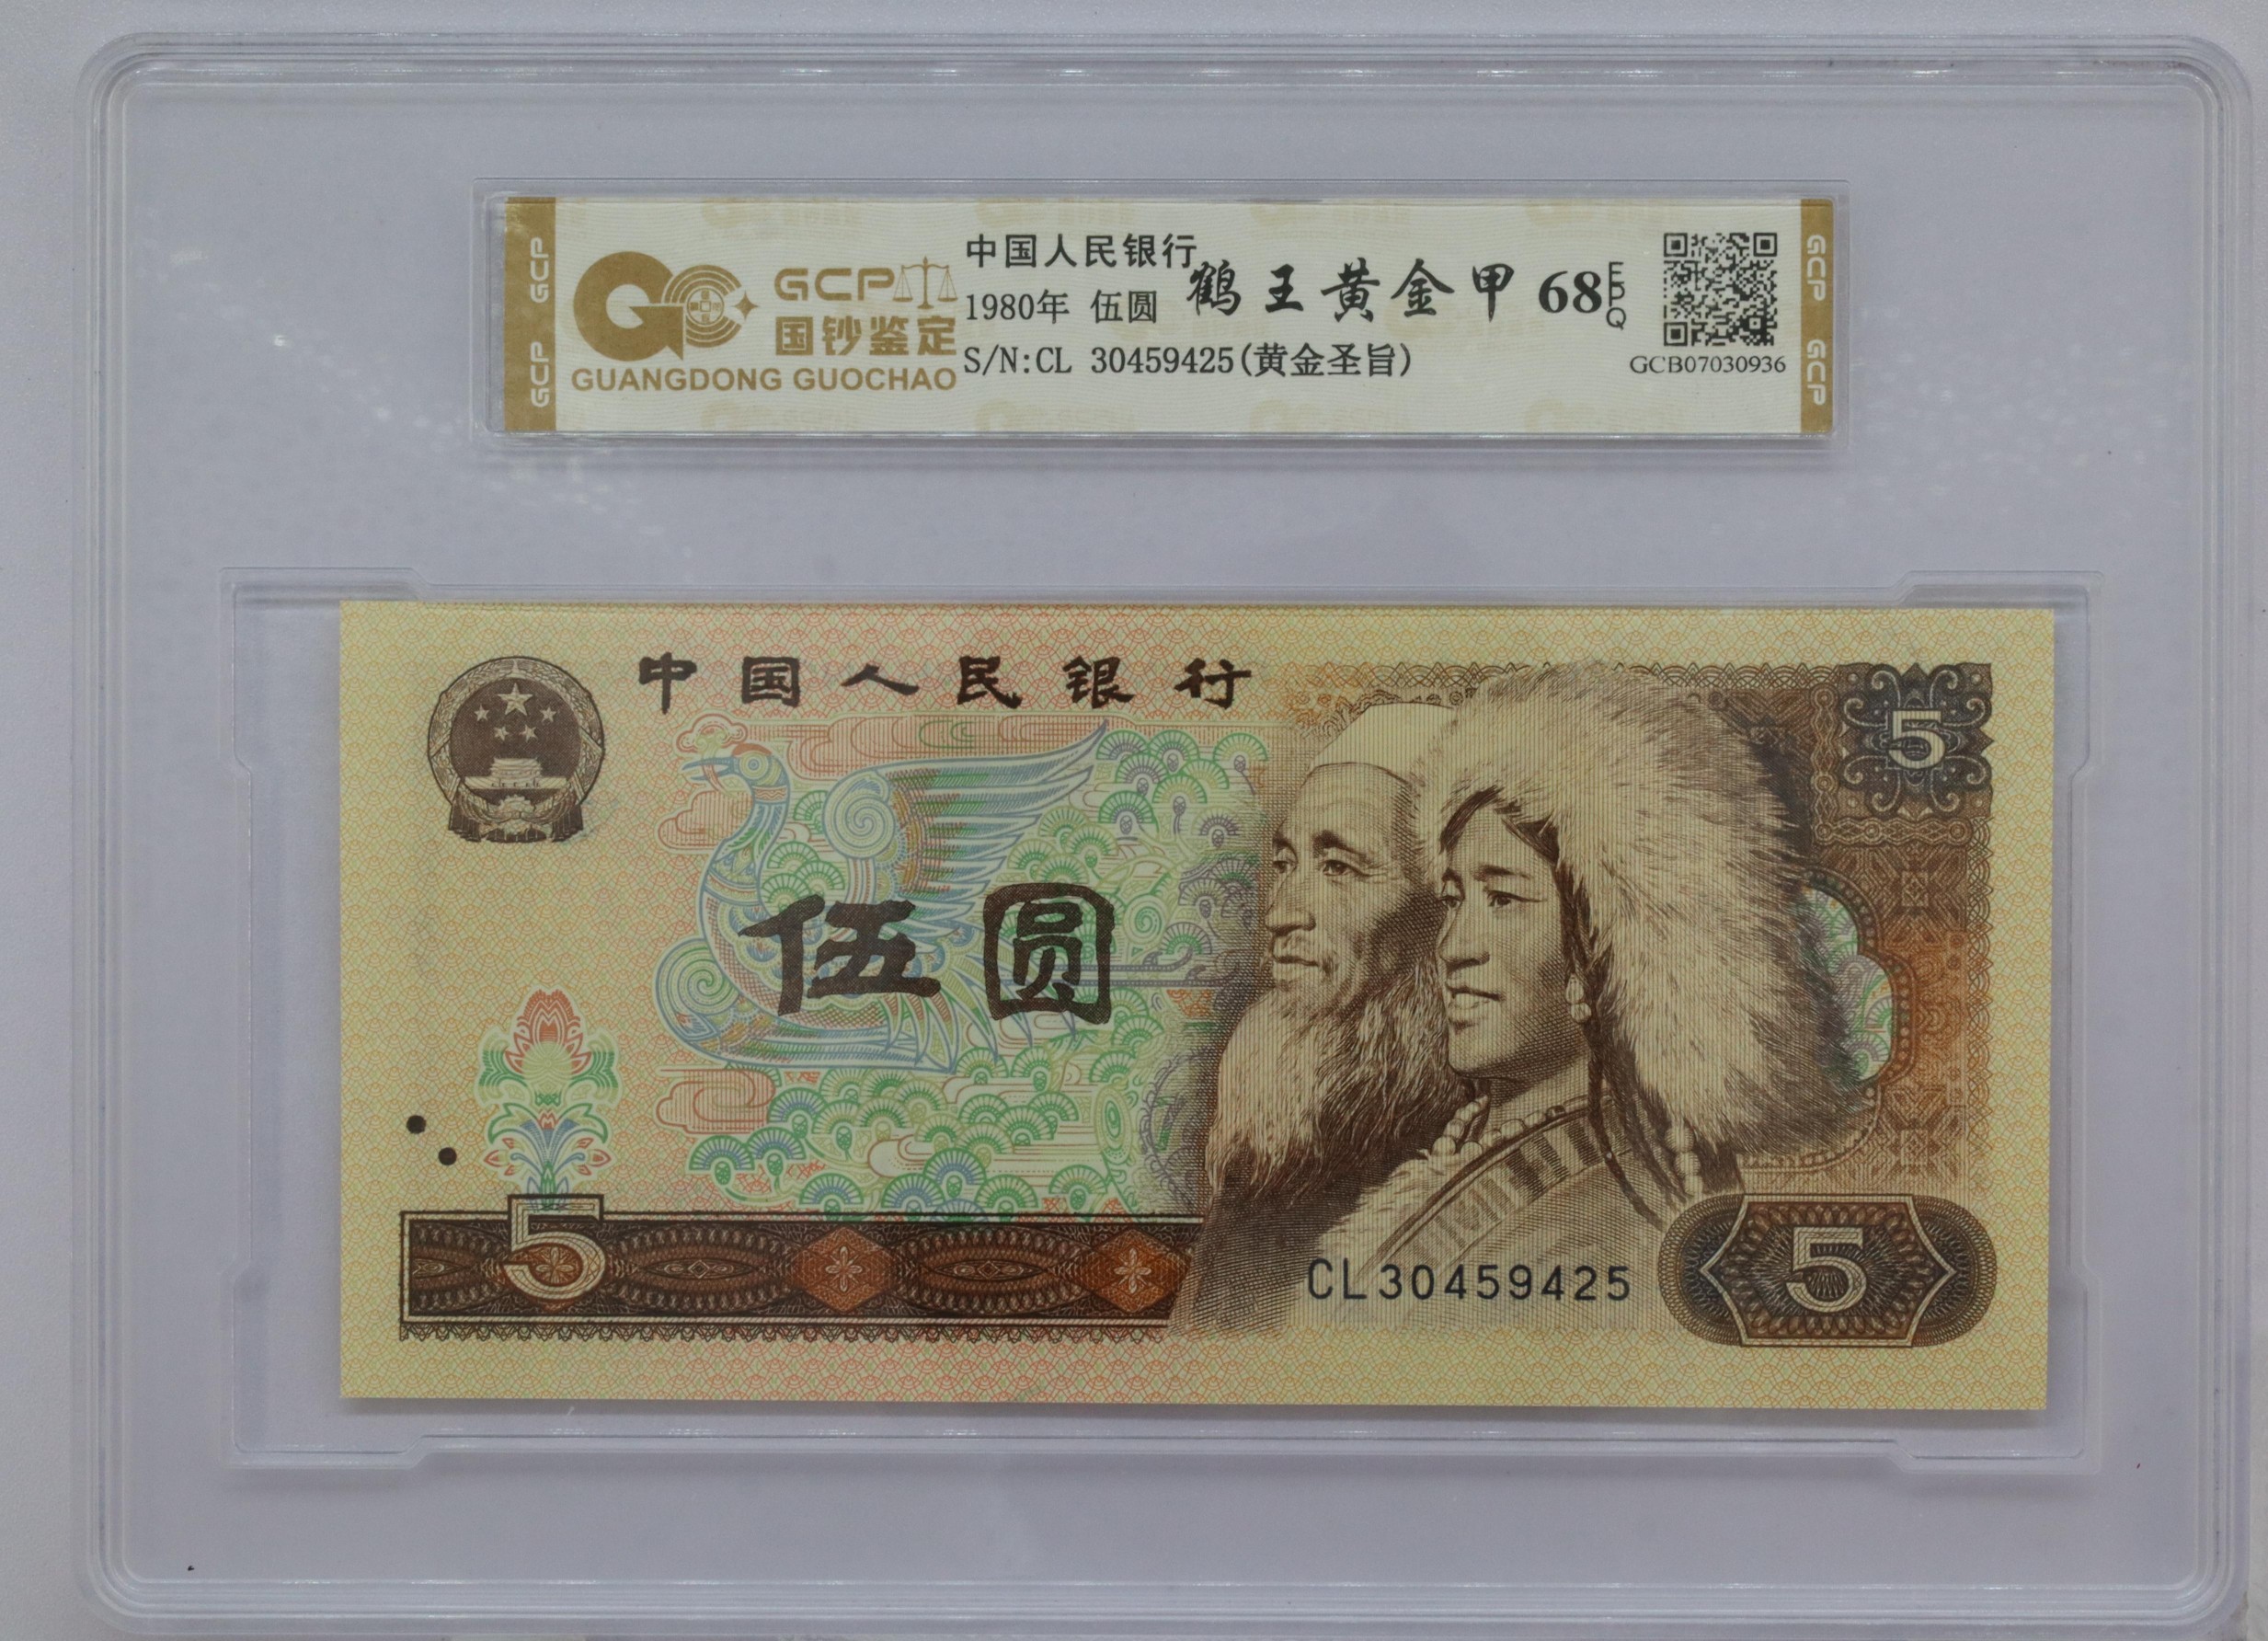 GCP GCP
GCP
国钞鉴定
GUANGDONG GUOCHAO
中国人民银行
1980年 伍圆
S/N:CL 30459425(黄金圣旨)
鹤王黄金甲 68 EPQ
GCB07030936
GCP GCP
中国人民银行
5
伍圆
5
CL30459425
5